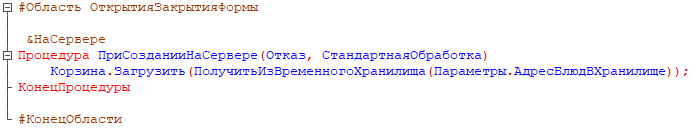 #Область ОткрытияЗакрытияФормы
&НаСервере
Процедура ПриСозданииНаСервере(Отказ, СтандартнаяОбработка)
Корзина.Загрузить(ПолучитьИзВременногоХранилища(Параметры.АдресБлюдВХранилище));
КонецПроцедуры
#КонецОбласти